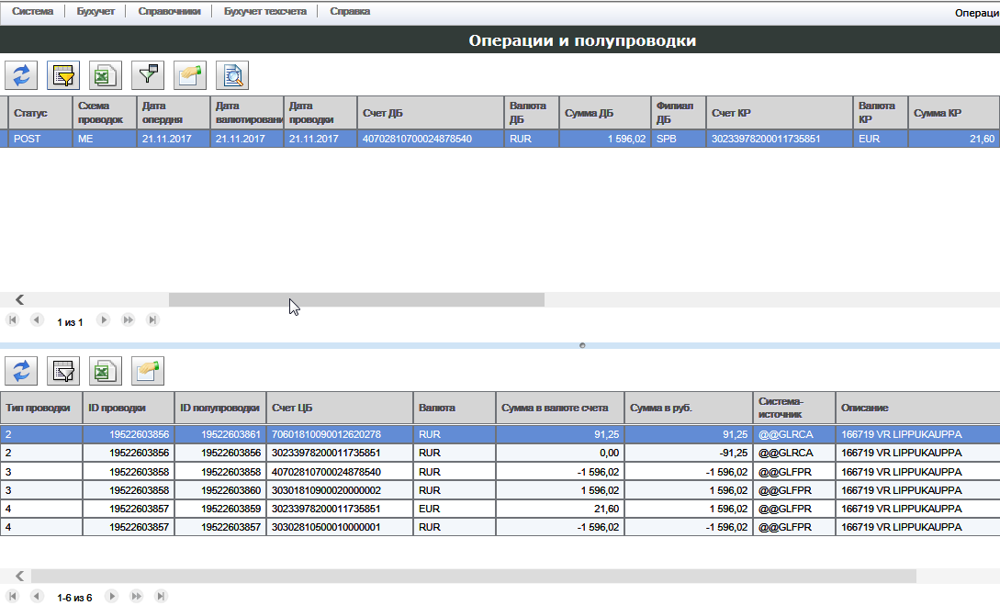 Система Бухучет Справочники Бухучет техсчета Справка Операци
Операции и полупроводки
Статус Схема проводок Дата опердня Дата валютировани Дата проводки Счет ДБ Валюта ДБ Сумма ДБ Филиал ДБ Счет КР Валюта КР Сумма КР
POST ME 21.11.2017 21.11.2017 21.11.2017 40702810700024878540 RUR 1 596,02 SPB 30233978200011735851 EUR 21,60
1 из 1
Тип проводки ID проводки ID полупроводки Счет ЦБ Валюта Сумма в валюте счета Сумма в руб. Система-источник Описание
2 19522603856 19522603861 70601810090012620278 RUR 91,25 91,25 @@GLRCA 166719 VR LIPPUKAUPPA
2 19522603856 19522603856 30233978200011735851 RUR 0,00 -91,25 @@GLRCA 166719 VR LIPPUKAUPPA
3 19522603858 19522603858 40702810700024878540 RUR -1 596,02 -1 596,02 @@GLFPR 166719 VR LIPPUKAUPPA
3 19522603858 19522603860 30301810900020000002 RUR 1 596,02 1 596,02 @@GLFPR 166719 VR LIPPUKAUPPA
4 19522603857 19522603859 30233978200011735851 EUR 21,60 1 596,02 @@GLFPR 166719 VR LIPPUKAUPPA
4 19522603857 19522603857 30302810500010000001 RUR -1 596,02 -1 596,02 @@GLFPR 166719 VR LIPPUKAUPPA
1-6 из 6